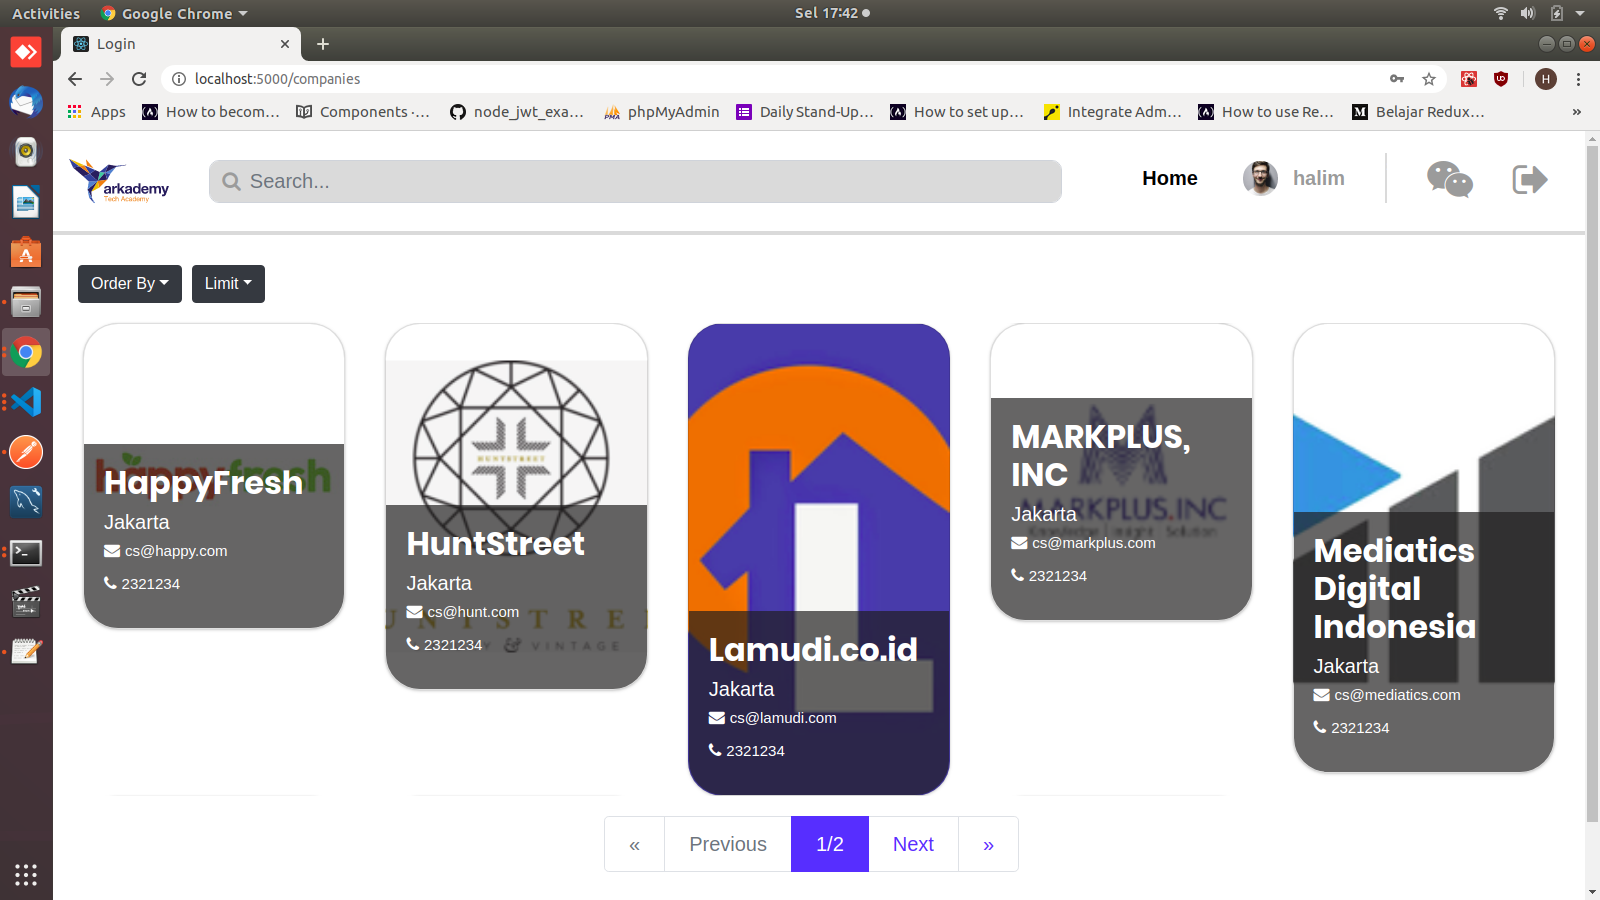 Activities
Google Chrome
Sel 17:42
Login
localhost:5000/companies
H
Apps
How to becom...
Components ·...
node_jwt_exa...
phpMyAdmin
Daily Stand-Up...
How to set up...
Integrate Adm...
How to use Re...
Belajar Redux...
»
arkademy
Tech Academy
Search...
Home
halim
Order By
Limit
happyfresh
HappyFresh
Jakarta
cs@happy.com
2321234
HUNTSTREET
HuntStreet
Jakarta
cs@hunt.com
2321234
& VINTAGE
Lamudi.co.id
Jakarta
cs@lamudi.com
2321234
MARKPLUS,
INC
MARKPLUS.INC
Jakarta
cs@markplus.com
2321234
Mediatics
Digital
Indonesia
Jakarta
cs@mediatics.com
2321234
«
Previous
1/2
Next
»